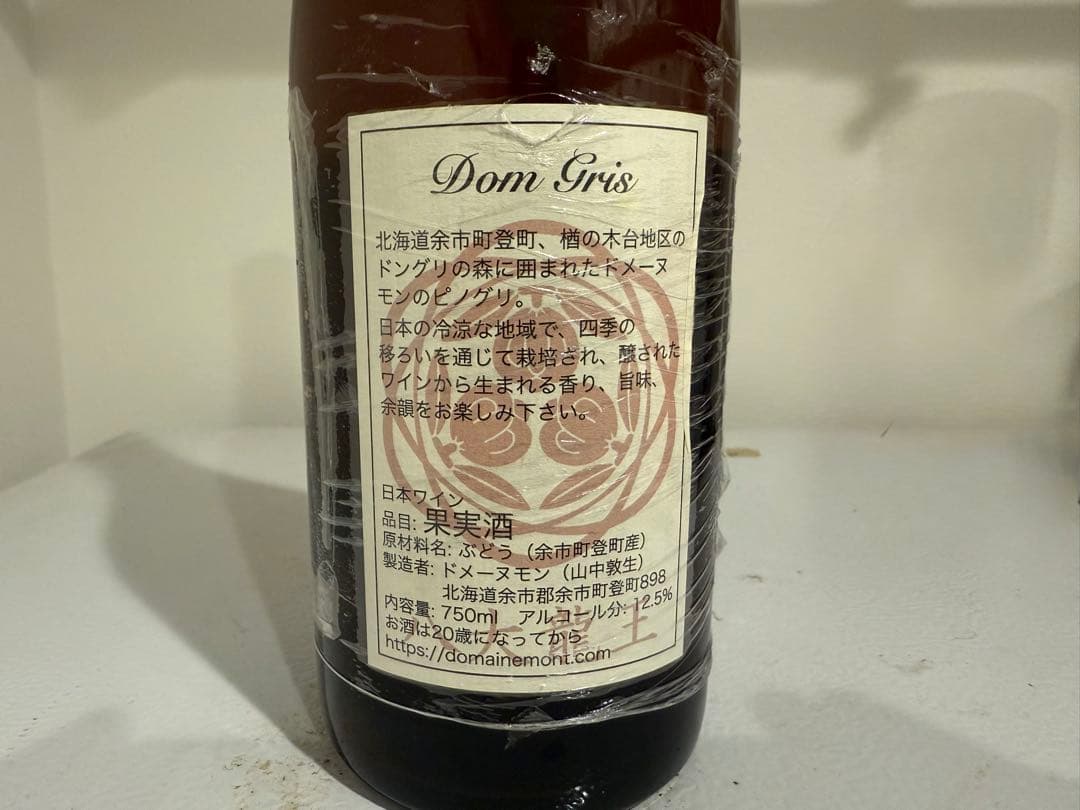 Dom Gris
北海道余市町登町、楢の木台地区の
ドングリの森に囲まれたドメーヌ
モンのピノグリ。
日本の冷涼な地域で、四季の
移ろいを通じて栽培され、醸された
ワインから生まれる香り、旨味、
余韻をお楽しみ下さい。
日本ワイン
品目: 果実酒
原材料名: ぶどう（余市町登町産）
製造者: ドメーヌモン（山中敦生）
北海道余市郡余市町登町898
内容量: 750ml アルコール分: 12.5%
お酒は20歳になってから
https://domainemont.com
八大龍王